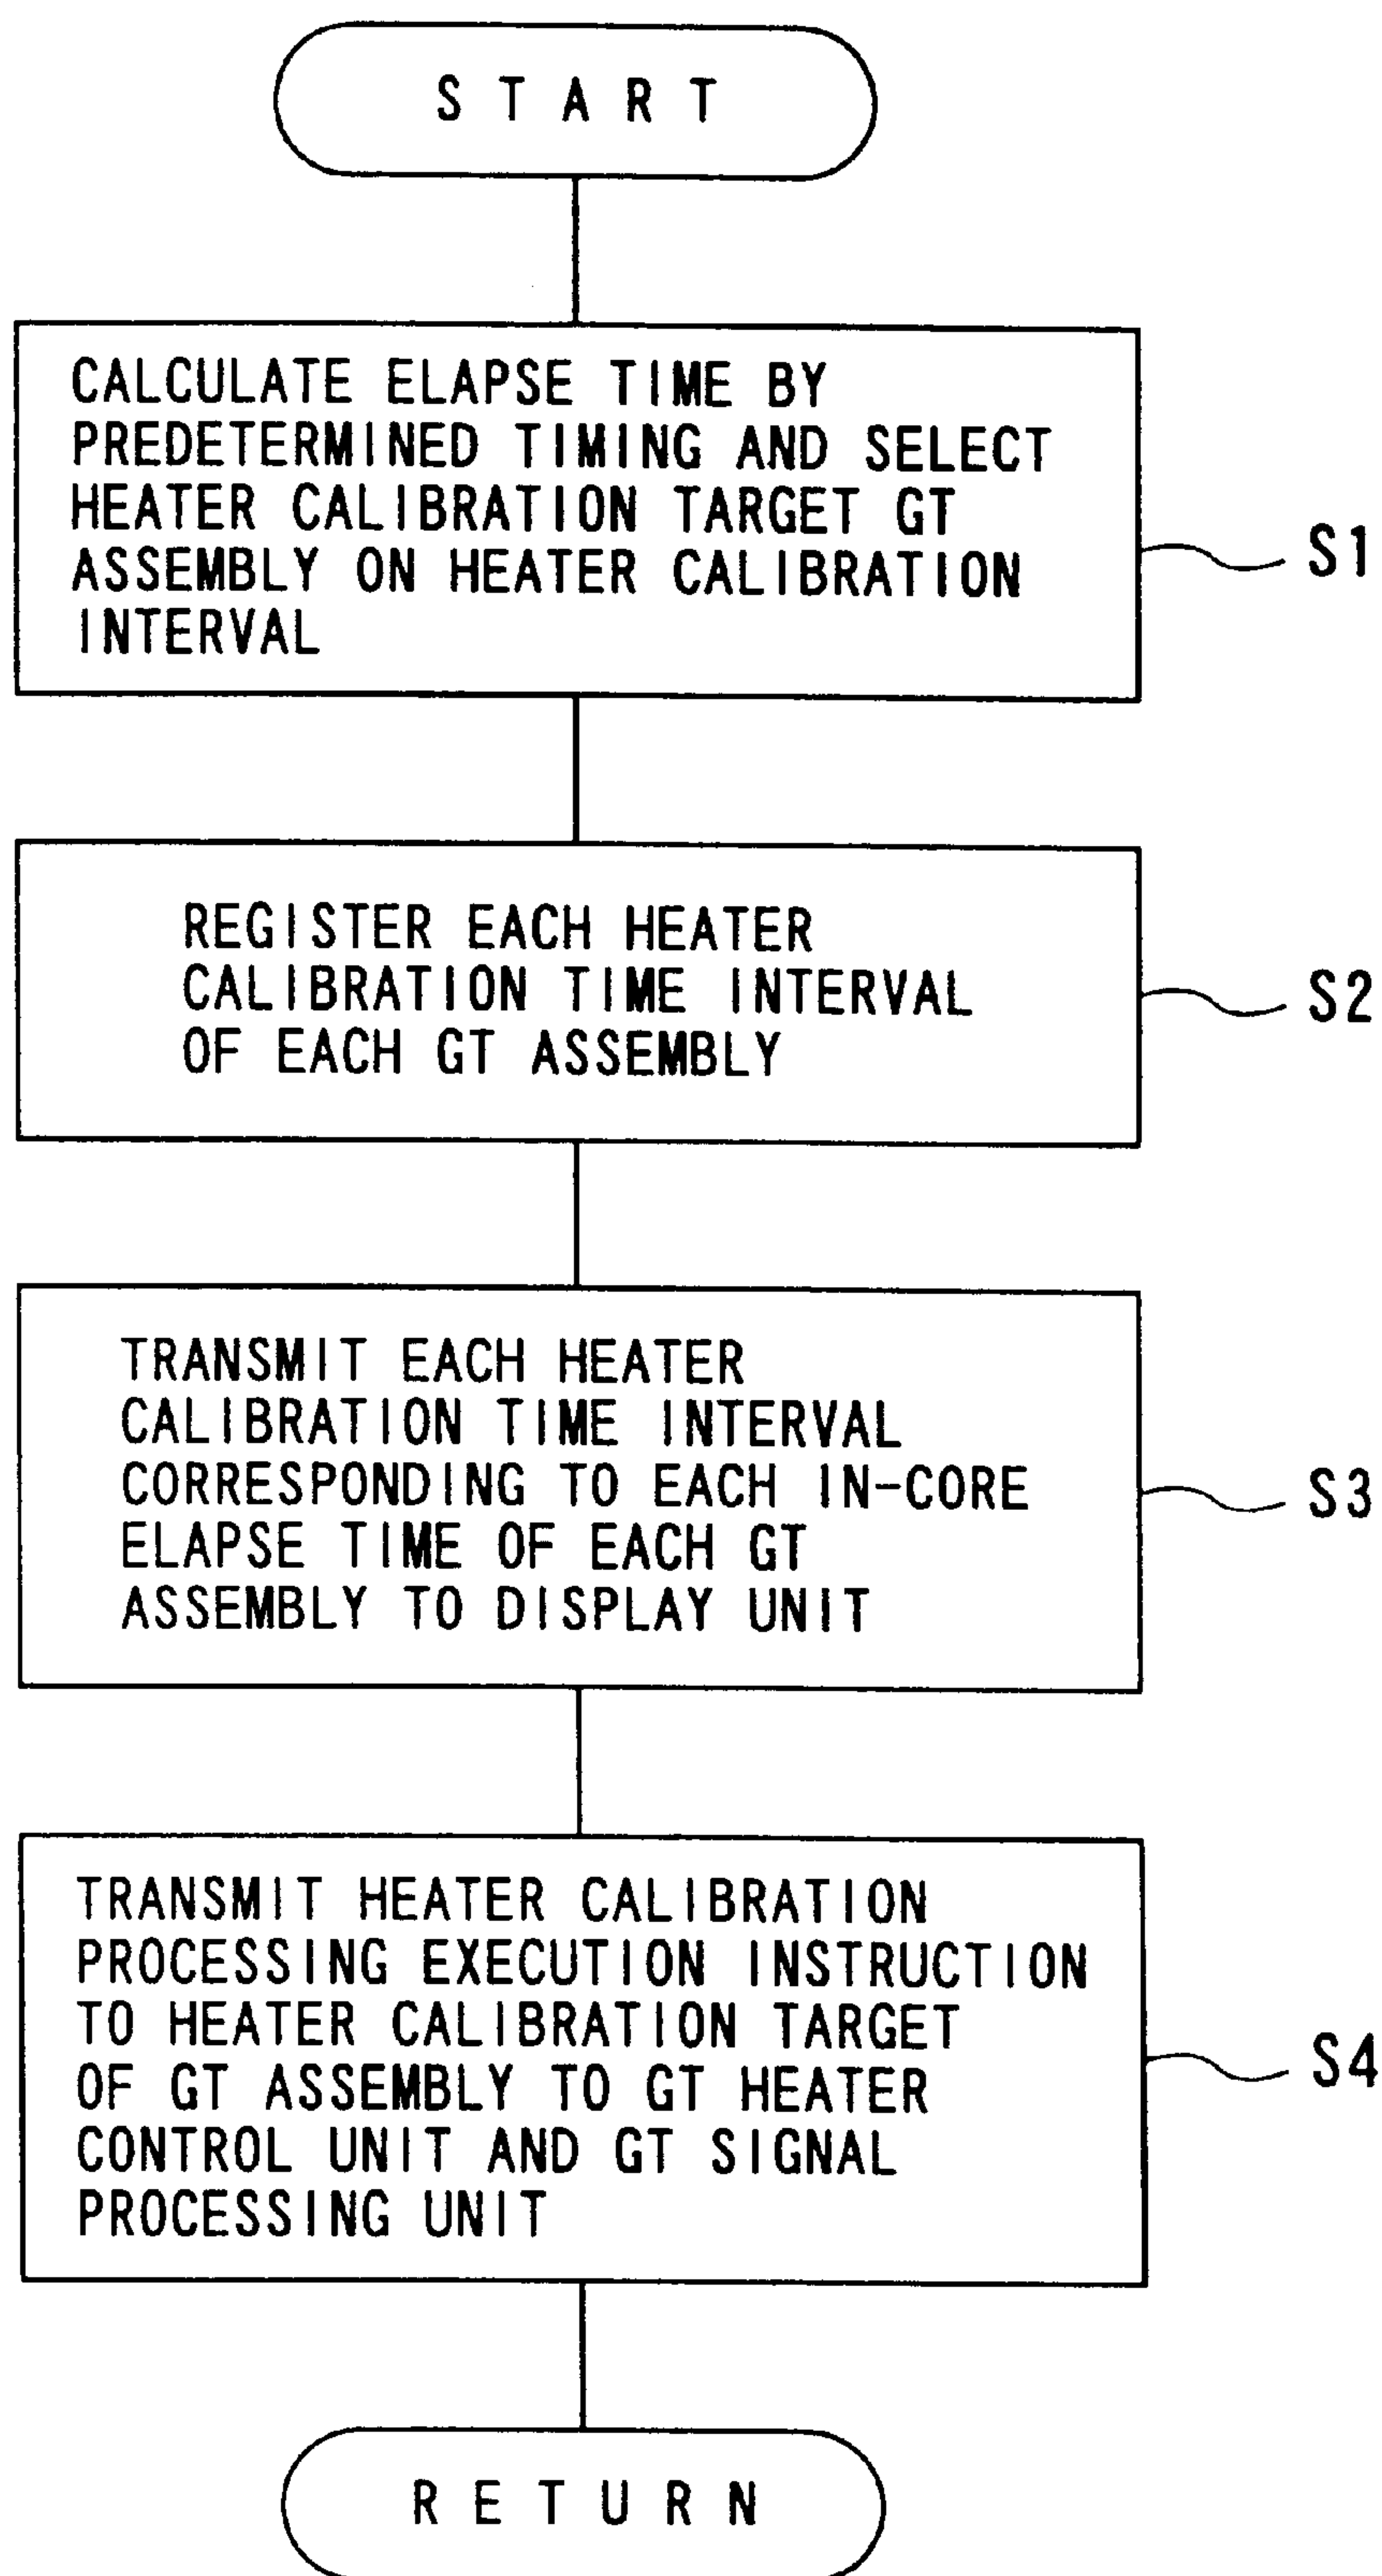 START
CALCULATE ELAPSE TIME BY
PREDETERMINED TIMING AND SELECT
HEATER CALIBRATION TARGET GT
ASSEMBLY ON HEATER CALIBRATION
INTERVAL
S1
REGISTER EACH HEATER
CALIBRATION TIME INTERVAL
OF EACH GT ASSEMBLY
S2
TRANSMIT EACH HEATER
CALIBRATION TIME INTERVAL
CORRESPONDING TO EACH IN-CORE
ELAPSE TIME OF EACH GT
ASSEMBLY TO DISPLAY UNIT
S3
TRANSMIT HEATER CALIBRATION
PROCESSING EXECUTION INSTRUCTION
TO HEATER CALIBRATION TARGET
OF GT ASSEMBLY TO GT HEATER
CONTROL UNIT AND GT SIGNAL
PROCESSING UNIT
S4
RETURN